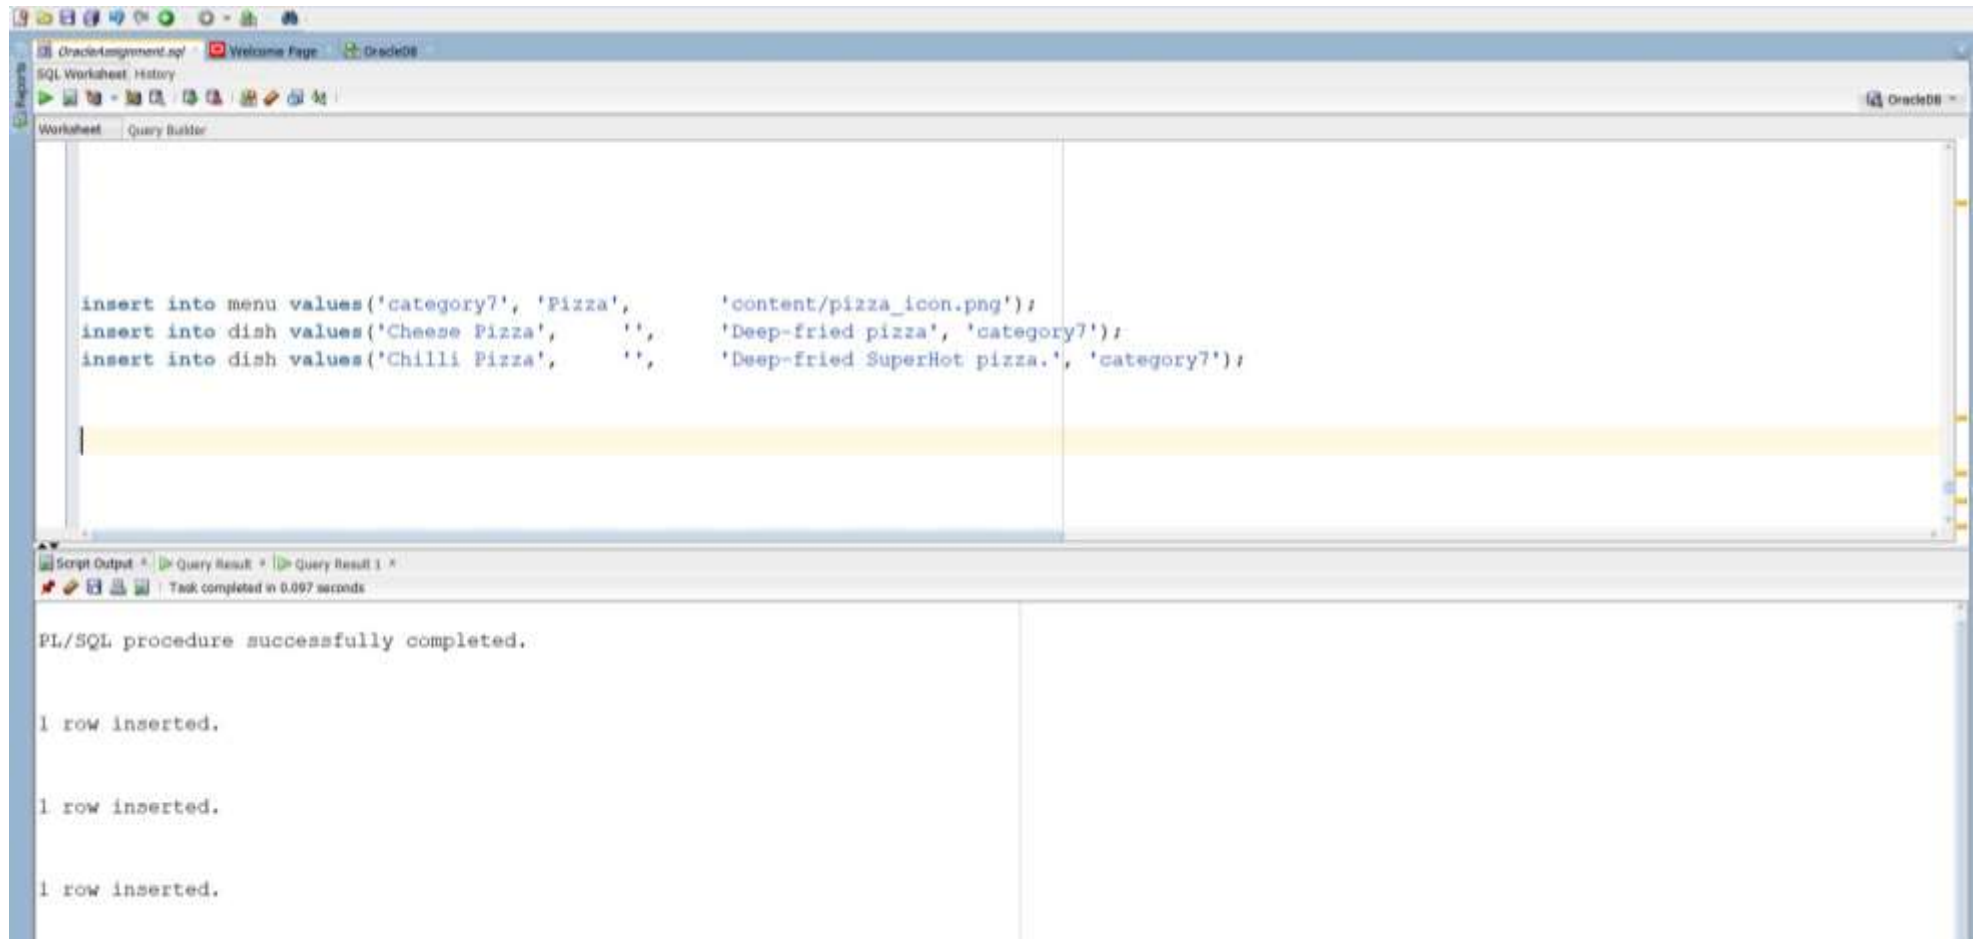 OracleAssignment.sql Welcome Page OracleDB
SQL Worksheet History
Reports
OracleDB
Worksheet Query Builder
insert into menu values('category7', 'Pizza', 'content/pizza_icon.png');
insert into dish values('Cheese Pizza', '', 'Deep-fried pizza', 'category7');
insert into dish values('Chilli Pizza', '', 'Deep-fried SuperHot pizza.', 'category7');
Script Output Query Result Query Result 1
Task completed in 0.097 seconds
PL/SQL procedure successfully completed.
1 row inserted.
1 row inserted.
1 row inserted.